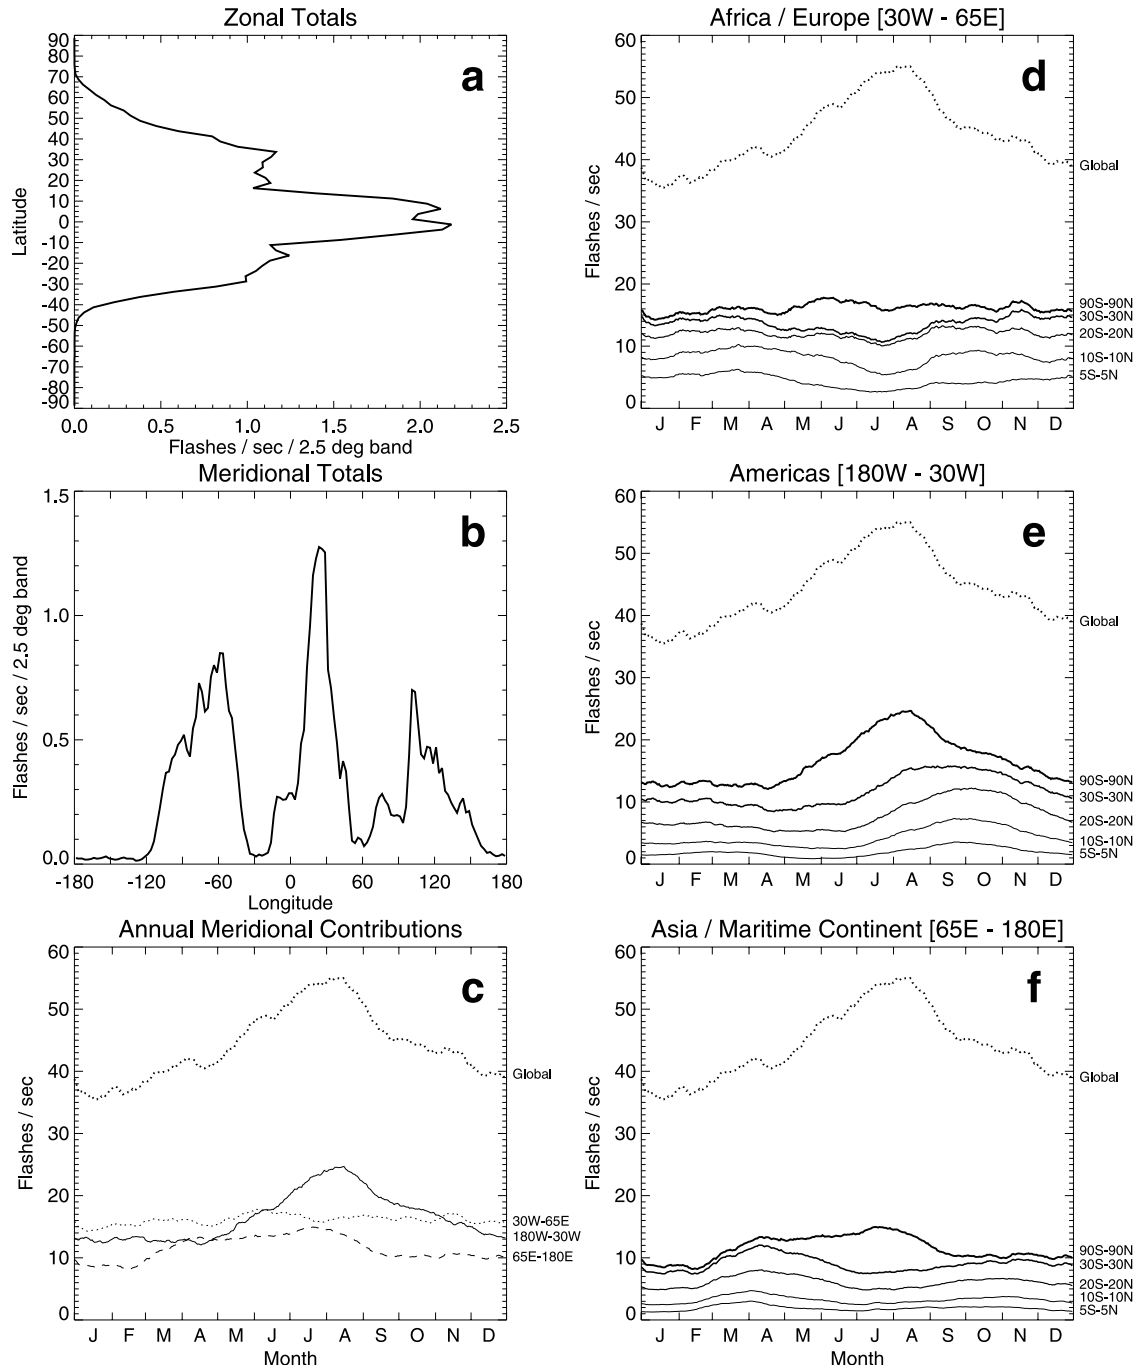 Zonal Totals
a
90
80
70
60
50
40
30
20
10
0
-10
-20
-30
-40
-50
-60
-70
-80
-90
Latitude
0.0 0.5 1.0 1.5 2.0 2.5
Flashes / sec / 2.5 deg band
Meridional Totals
b
1.5
1.0
0.5
0.0
Flashes / sec / 2.5 deg band
-180 -120 -60 0 60 120 180
Longitude
Annual Meridional Contributions
c
60
50
40
30
20
10
0
Flashes / sec
Global
30W-65E
180W-30W
65E-180E
J F M A M J J A S O N D
Month
Africa / Europe [30W - 65E]
d
60
50
40
30
20
10
0
Flashes / sec
Global
90S-90N
30S-30N
20S-20N
10S-10N
5S-5N
J F M A M J J A S O N D
Americas [180W - 30W]
e
60
50
40
30
20
10
0
Flashes / sec
Global
90S-90N
30S-30N
20S-20N
10S-10N
5S-5N
J F M A M J J A S O N D
Asia / Maritime Continent [65E - 180E]
f
60
50
40
30
20
10
0
Flashes / sec
Global
90S-90N
30S-30N
20S-20N
10S-10N
5S-5N
J F M A M J J A S O N D
Month